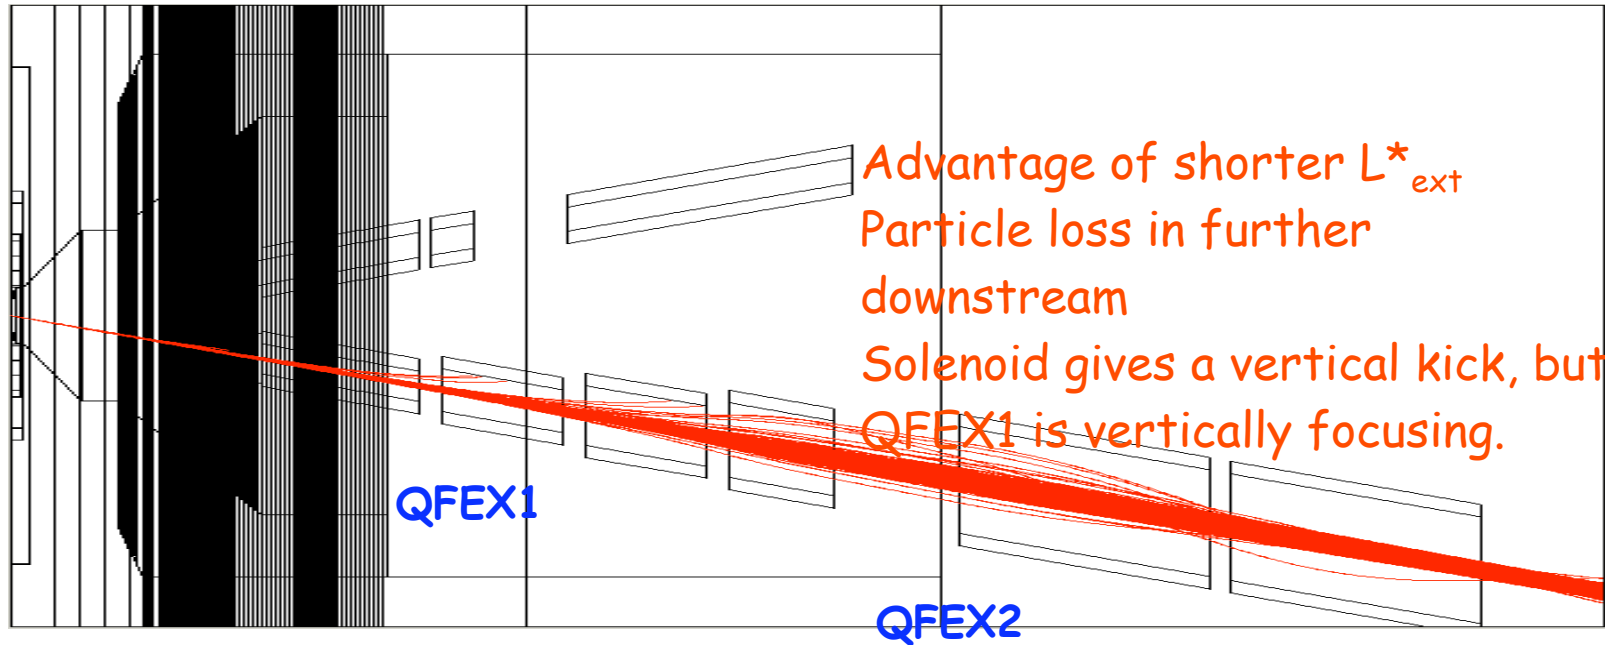 Advantage of shorter L*ext
Particle loss in further
downstream
Solenoid gives a vertical kick, but
QFEX1 is vertically focusing.
QFEX1
QFEX2